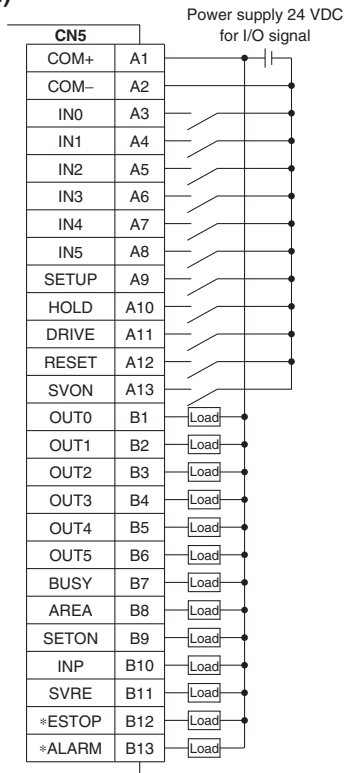 Power supply 24 VDC
for I/O signal
CN5
COM+ A1
COM− A2
IN0 A3
IN1 A4
IN2 A5
IN3 A6
IN4 A7
IN5 A8
SETUP A9
HOLD A10
DRIVE A11
RESET A12
SVON A13
OUT0 B1 Load
OUT1 B2 Load
OUT2 B3 Load
OUT3 B4 Load
OUT4 B5 Load
OUT5 B6 Load
BUSY B7 Load
AREA B8 Load
SETON B9 Load
INP B10 Load
SVRE B11 Load
∗ESTOP B12 Load
∗ALARM B13 Load